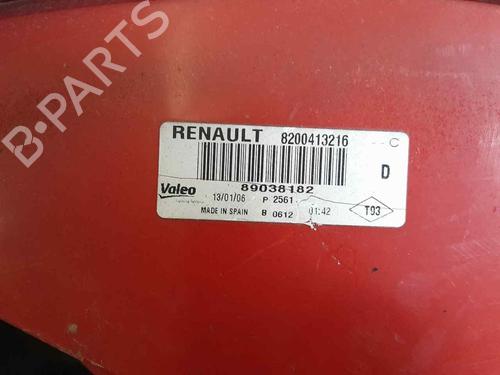 B-PARTS
RENAULT 8200413216 C
D
89038182
Valeo
13/01/06 P 2561
MADE IN SPAIN B 0612 01:42
T93